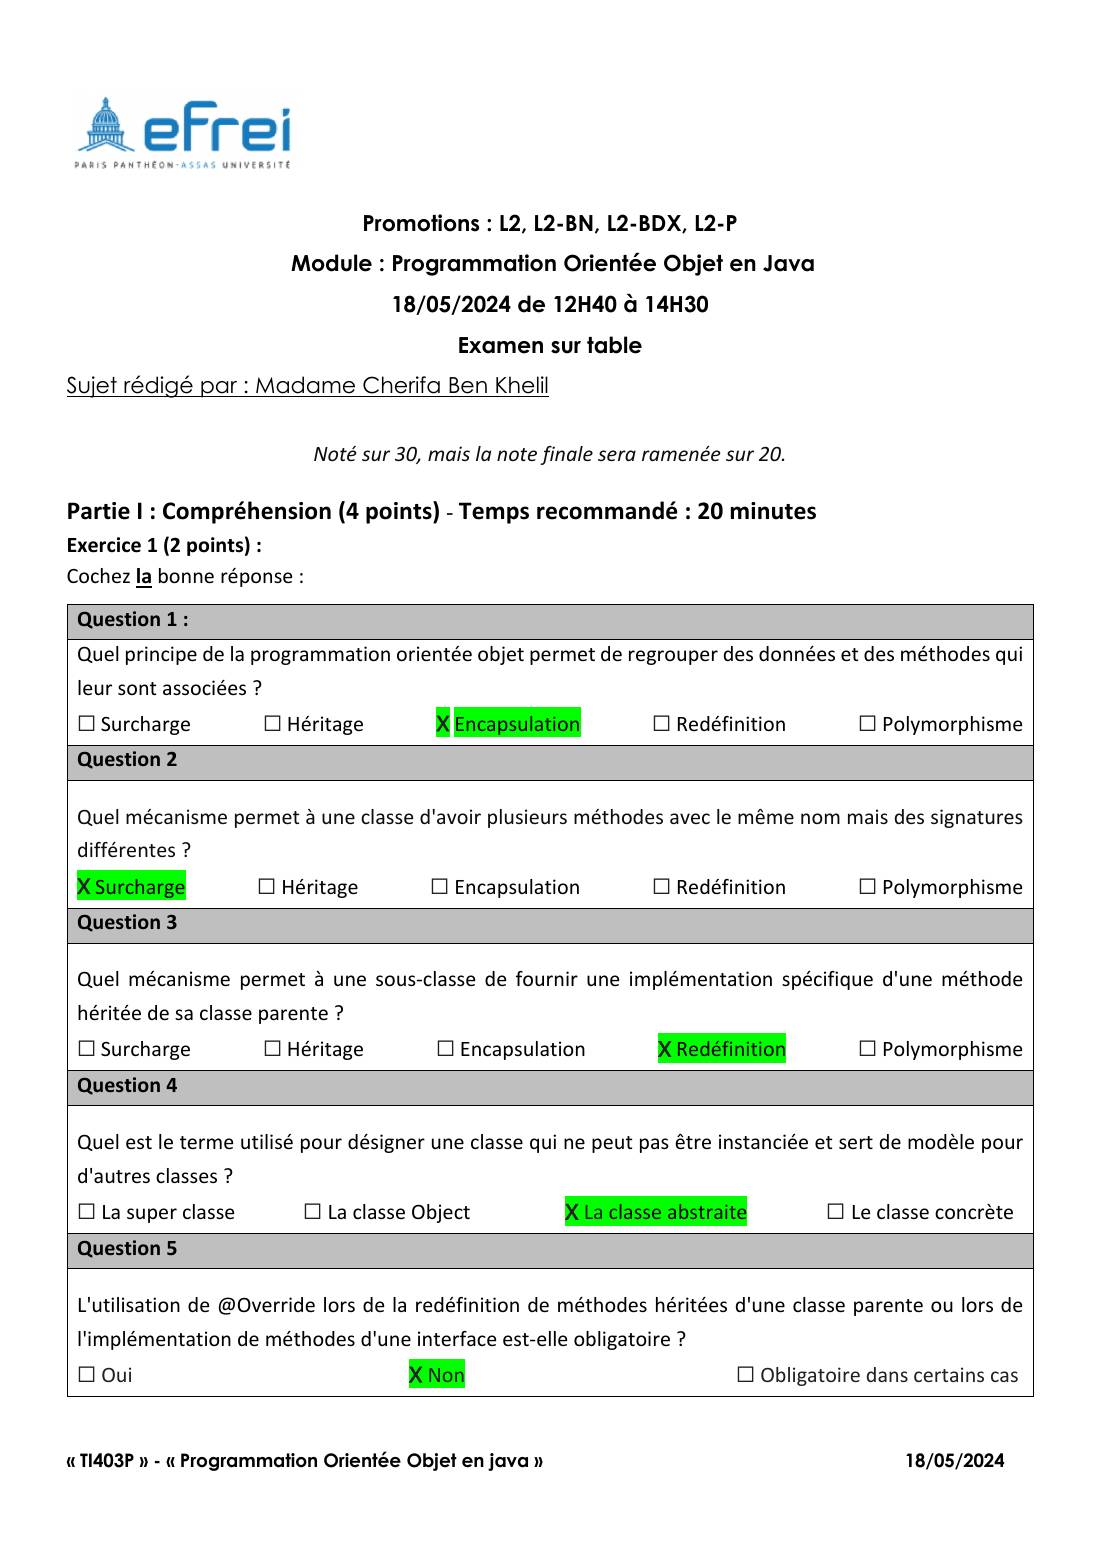 efrei
PARIS PANTHÉON-ASSAS UNIVERSITÉ
Promotions : L2, L2-BN, L2-BDX, L2-P
Module : Programmation Orientée Objet en Java
18/05/2024 de 12H40 à 14H30
Examen sur table
Sujet rédigé par : Madame Cherifa Ben Khelil
Noté sur 30, mais la note finale sera ramenée sur 20.
Partie I : Compréhension (4 points) - Temps recommandé : 20 minutes
Exercice 1 (2 points) :
Cochez la bonne réponse :
Question 1 :
Quel principe de la programmation orientée objet permet de regrouper des données et des méthodes qui
leur sont associées ?
☐ Surcharge ☐ Héritage X Encapsulation ☐ Redéfinition ☐ Polymorphisme
Question 2
Quel mécanisme permet à une classe d'avoir plusieurs méthodes avec le même nom mais des signatures
différentes ?
X Surcharge ☐ Héritage ☐ Encapsulation ☐ Redéfinition ☐ Polymorphisme
Question 3
Quel mécanisme permet à une sous-classe de fournir une implémentation spécifique d'une méthode
héritée de sa classe parente ?
☐ Surcharge ☐ Héritage ☐ Encapsulation X Redéfinition ☐ Polymorphisme
Question 4
Quel est le terme utilisé pour désigner une classe qui ne peut pas être instanciée et sert de modèle pour
d'autres classes ?
☐ La super classe ☐ La classe Object X La classe abstraite ☐ Le classe concrète
Question 5
L'utilisation de @Override lors de la redéfinition de méthodes héritées d'une classe parente ou lors de
l'implémentation de méthodes d'une interface est-elle obligatoire ?
☐ Oui X Non ☐ Obligatoire dans certains cas
« TI403P » - « Programmation Orientée Objet en java » 18/05/2024